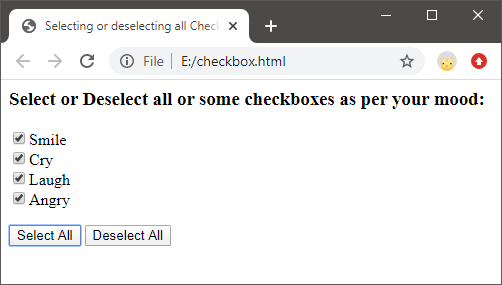 Selecting or deselecting all Chec
File | E:/checkbox.html
Select or Deselect all or some checkboxes as per your mood:
Smile
Cry
Laugh
Angry
Select All Deselect All